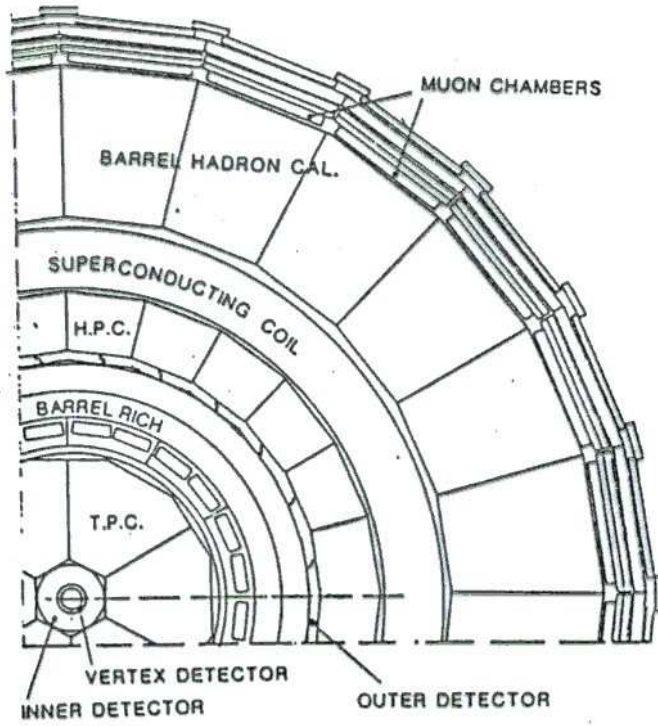 MUON CHAMBERS
BARREL HADRON CAL.
SUPERCONDUCTING COIL
H.P.C.
BARREL RICH
T.P.C.
VERTEX DETECTOR
INNER DETECTOR
OUTER DETECTOR